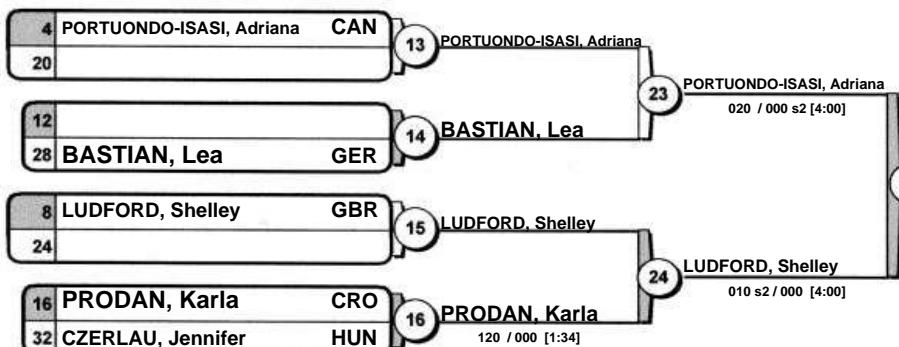 4 PORTUONDO-ISASI, Adriana CAN
20
13
PORTUONDO-ISASI, Adriana
12
28 BASTIAN, Lea GER
14
BASTIAN, Lea
23
PORTUONDO-ISASI, Adriana
020 / 000 s2 [4:00]
8 LUDFORD, Shelley GBR
24
15
LUDFORD, Shelley
16 PRODAN, Karla CRO
32 CZERLAU, Jennifer HUN
16
PRODAN, Karla
120 / 000 [1:34]
24
LUDFORD, Shelley
010 s2 / 000 [4:00]